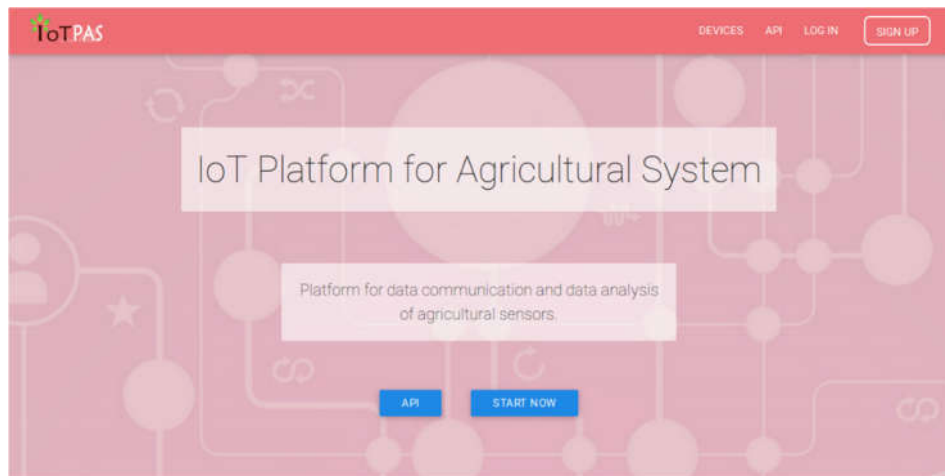 IoTPAS
DEVICES API LOG IN SIGN UP
IoT Platform for Agricultural System
Platform for data communication and data analysis
of agricultural sensors.
API START NOW